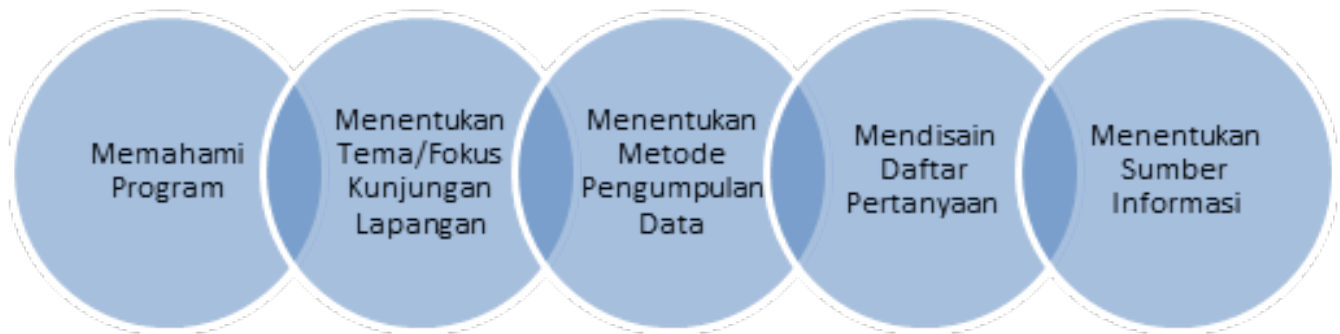 Memahami
Program
Menentukan
Tema/Fokus
Kunjungan
Lapangan
Menentukan
Metode
Pengumpulan
Data
Mendisain
Daftar
Pertanyaan
Menentukan
Sumber
Informasi